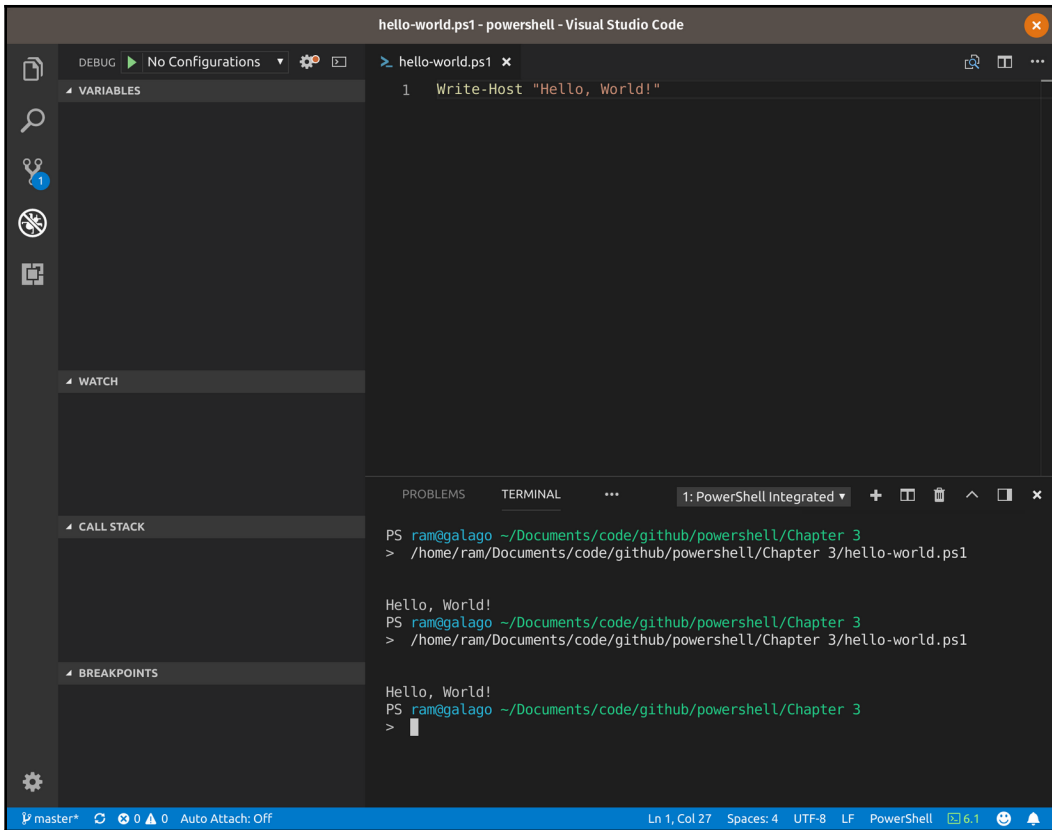 hello-world.ps1 - powershell - Visual Studio Code
DEBUG No Configurations
hello-world.ps1
VARIABLES
1 Write-Host "Hello, World!"
1
WATCH
CALL STACK
BREAKPOINTS
PROBLEMS TERMINAL ••• 1: PowerShell Integrated
PS ram@galago ~/Documents/code/github/powershell/Chapter 3
> /home/ram/Documents/code/github/powershell/Chapter 3/hello-world.ps1
Hello, World!
PS ram@galago ~/Documents/code/github/powershell/Chapter 3
> /home/ram/Documents/code/github/powershell/Chapter 3/hello-world.ps1
Hello, World!
PS ram@galago ~/Documents/code/github/powershell/Chapter 3
>
master* 0 0 Auto Attach: Off Ln 1, Col 27 Spaces: 4 UTF-8 LF PowerShell 6.1